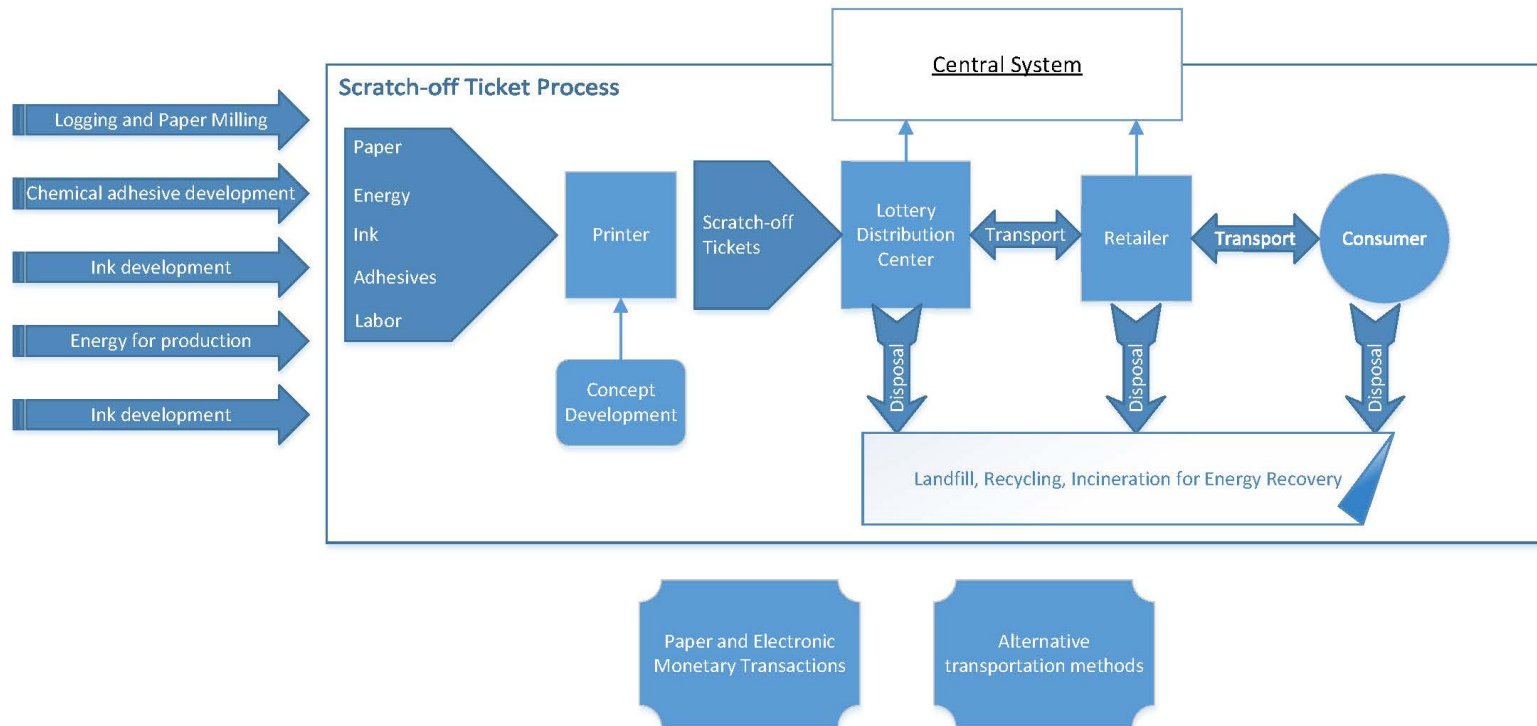 Central System
Scratch-off Ticket Process
Logging and Paper Milling
Chemical adhesive development
Ink development
Energy for production
Ink development
Paper
Energy
Ink
Adhesives
Labor
Printer
Concept
Development
Scratch-off
Tickets
Lottery
Distribution
Center
Transport
Retailer
Transport
Consumer
Disposal
Disposal
Disposal
Landfill, Recycling, Incineration for Energy Recovery
Paper and Electronic
Monetary Transactions
Alternative
transportation methods